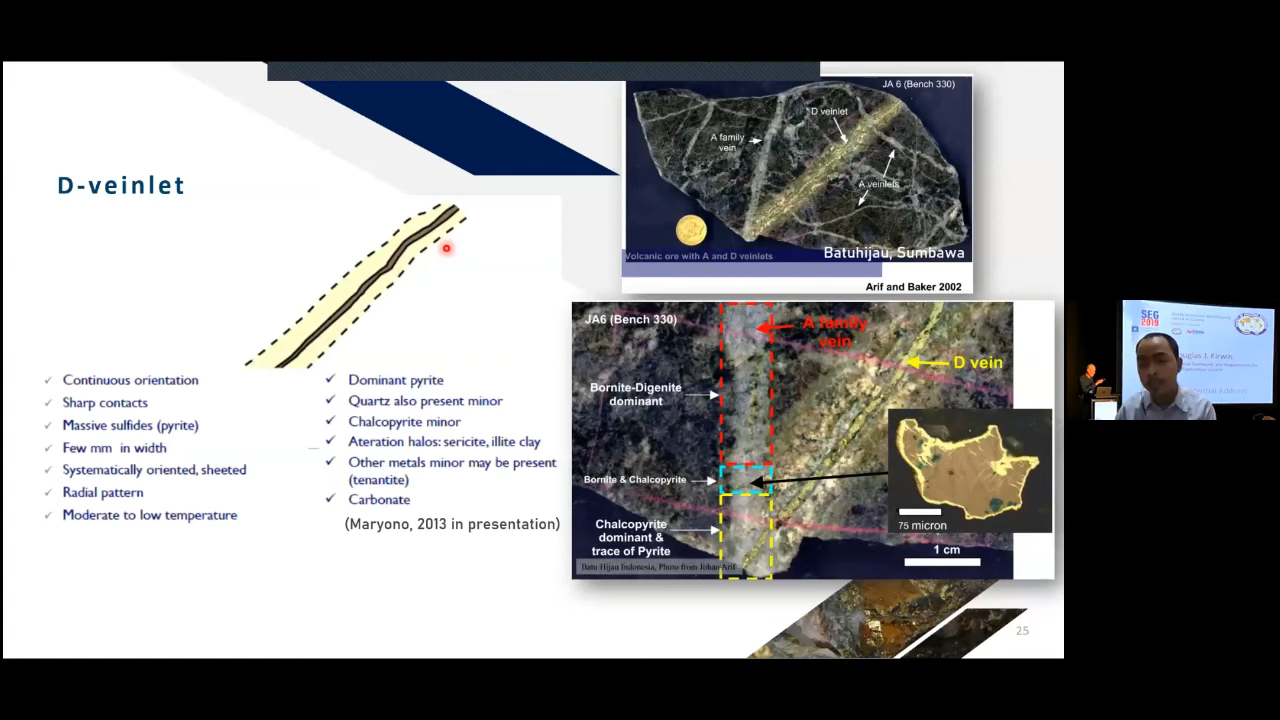 D-veinlet
Continuous orientation
Sharp contacts
Massive sulfides (pyrite)
Few mm in width
Systematically oriented, sheeted
Radial pattern
Moderate to low temperature
Dominant pyrite
Quartz also present minor
Chalcopyrite minor
Ateration halos: sericite, illite clay
Other metals minor may be present
(tenantite)
Carbonate
(Maryono, 2013 in presentation)
JA 6 (Bench 330)
D veinlet
A family
vein
A veinlets
Batuhijau, Sumbawa
Volcanic ore with A and D veinlets
Arif and Baker 2002
JA6 (Bench 330)
A family
vein
D vein
Bornite-Digenite
dominant
Bornite & Chalcopyrite
Chalcopyrite
dominant &
trace of Pyrite
75 micron
1 cm
Batu Hijau Indonesia, Photo from Johan Arif
25
SEG
2019
Douglas J. Kirwin